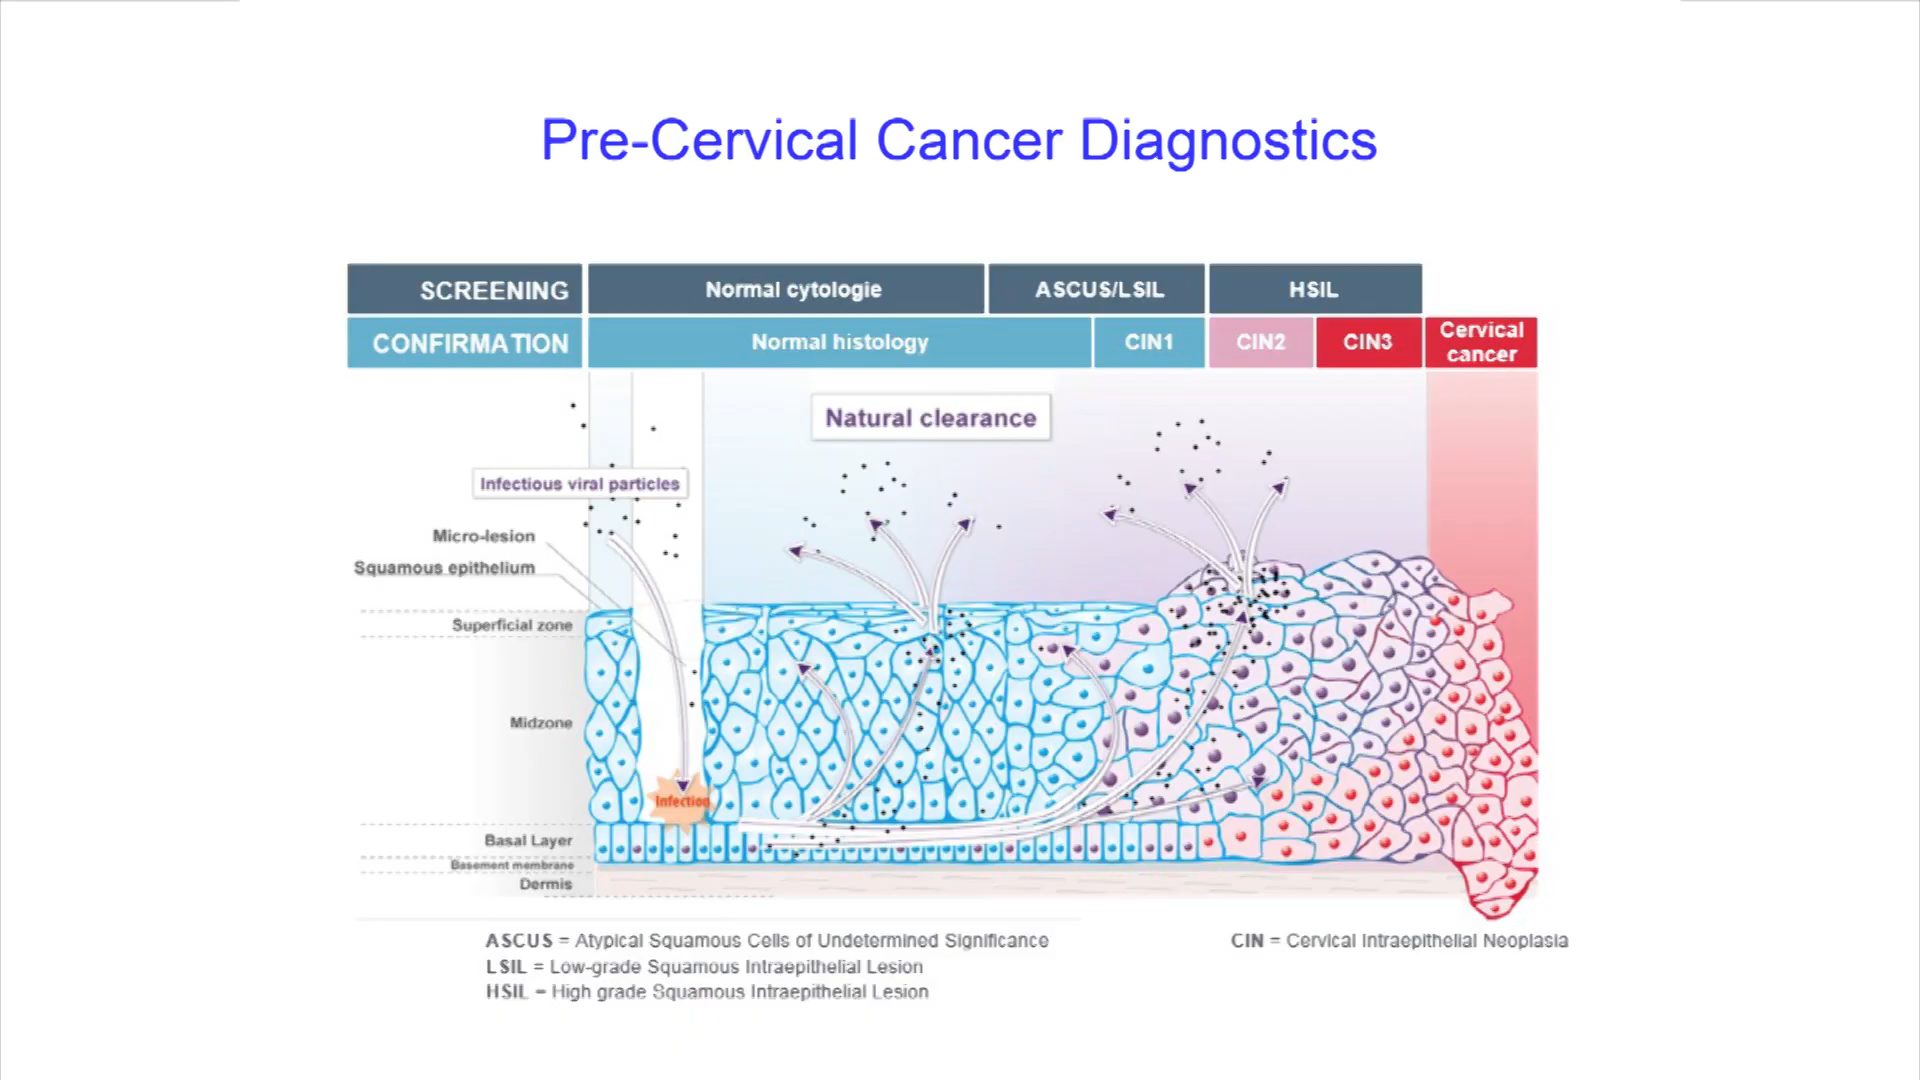 Pre-Cervical Cancer Diagnostics
SCREENING
Normal cytologie
ASCUS/LSIL
HSIL
CONFIRMATION
Normal histology
CIN1
CIN2
CIN3
Cervical
cancer
Natural clearance
Infectious viral particles
Micro-lesion
Squamous epithelium
Superficial zone
Midzone
Infection
Basal Layer
Basement membrane
Dermis
ASCUS = Atypical Squamous Cells of Undetermined Significance
LSIL = Low-grade Squamous Intraepithelial Lesion
HSIL = High grade Squamous Intraepithelial Lesion
CIN = Cervical Intraepithelial Neoplasia